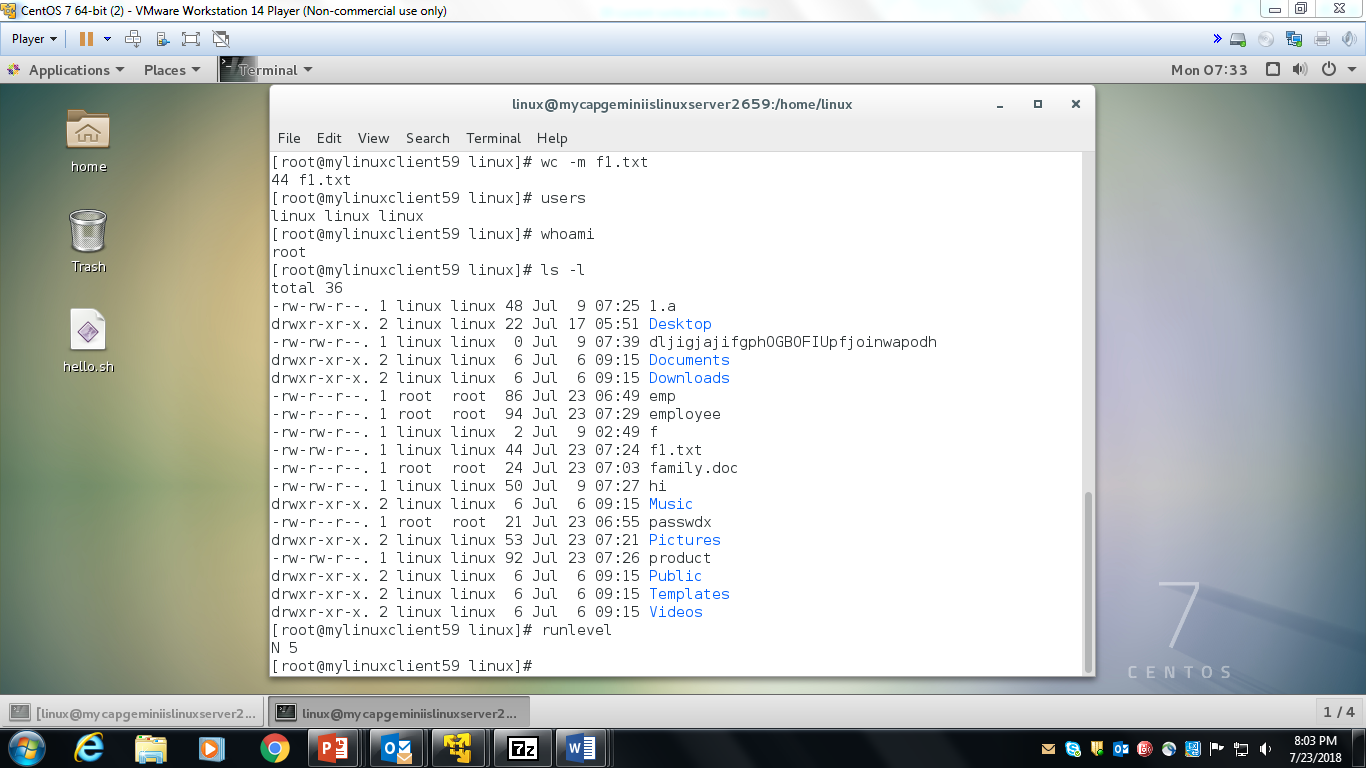 CentOS 7 64-bit (2) - VMware Workstation 14 Player (Non-commercial use only)
Player
Applications Places Terminal Mon 07:33
home
Trash
hello.sh
linux@mycapgeminiislinuxserver2659:/home/linux
File Edit View Search Terminal Help
[root@mylinuxclient59 linux]# wc -m f1.txt
44 f1.txt
[root@mylinuxclient59 linux]# users
linux linux linux
[root@mylinuxclient59 linux]# whoami
root
[root@mylinuxclient59 linux]# ls -l
total 36
-rw-rw-r--. 1 linux linux 48 Jul  9 07:25 1.a
drwxr-xr-x. 2 linux linux 22 Jul 17 05:51 Desktop
-rw-rw-r--. 1 linux linux  0 Jul  9 07:39 dljigjajifgphOGBOFIUpfjoinwapodh
drwxr-xr-x. 2 linux linux  6 Jul  6 09:15 Documents
drwxr-xr-x. 2 linux linux  6 Jul  6 09:15 Downloads
-rw-r--r--. 1 root  root  86 Jul 23 06:49 emp
-rw-r--r--. 1 root  root  94 Jul 23 07:29 employee
-rw-rw-r--. 1 linux linux  2 Jul  9 02:49 f
-rw-rw-r--. 1 linux linux 44 Jul 23 07:24 f1.txt
-rw-r--r--. 1 root  root  24 Jul 23 07:03 family.doc
-rw-rw-r--. 1 linux linux 50 Jul  9 07:27 hi
drwxr-xr-x. 2 linux linux  6 Jul  6 09:15 Music
-rw-r--r--. 1 root  root  21 Jul 23 06:55 passwdx
drwxr-xr-x. 2 linux linux 53 Jul 23 07:21 Pictures
-rw-rw-r--. 1 linux linux 92 Jul 23 07:26 product
drwxr-xr-x. 2 linux linux  6 Jul  6 09:15 Public
drwxr-xr-x. 2 linux linux  6 Jul  6 09:15 Templates
drwxr-xr-x. 2 linux linux  6 Jul  6 09:15 Videos
[root@mylinuxclient59 linux]# runlevel
N 5
[root@mylinuxclient59 linux]#
7
CENTOS
[linux@mycapgeminiislinuxserver2... linux@mycapgeminiislinuxserver2... 1 / 4
8:03 PM
7/23/2018